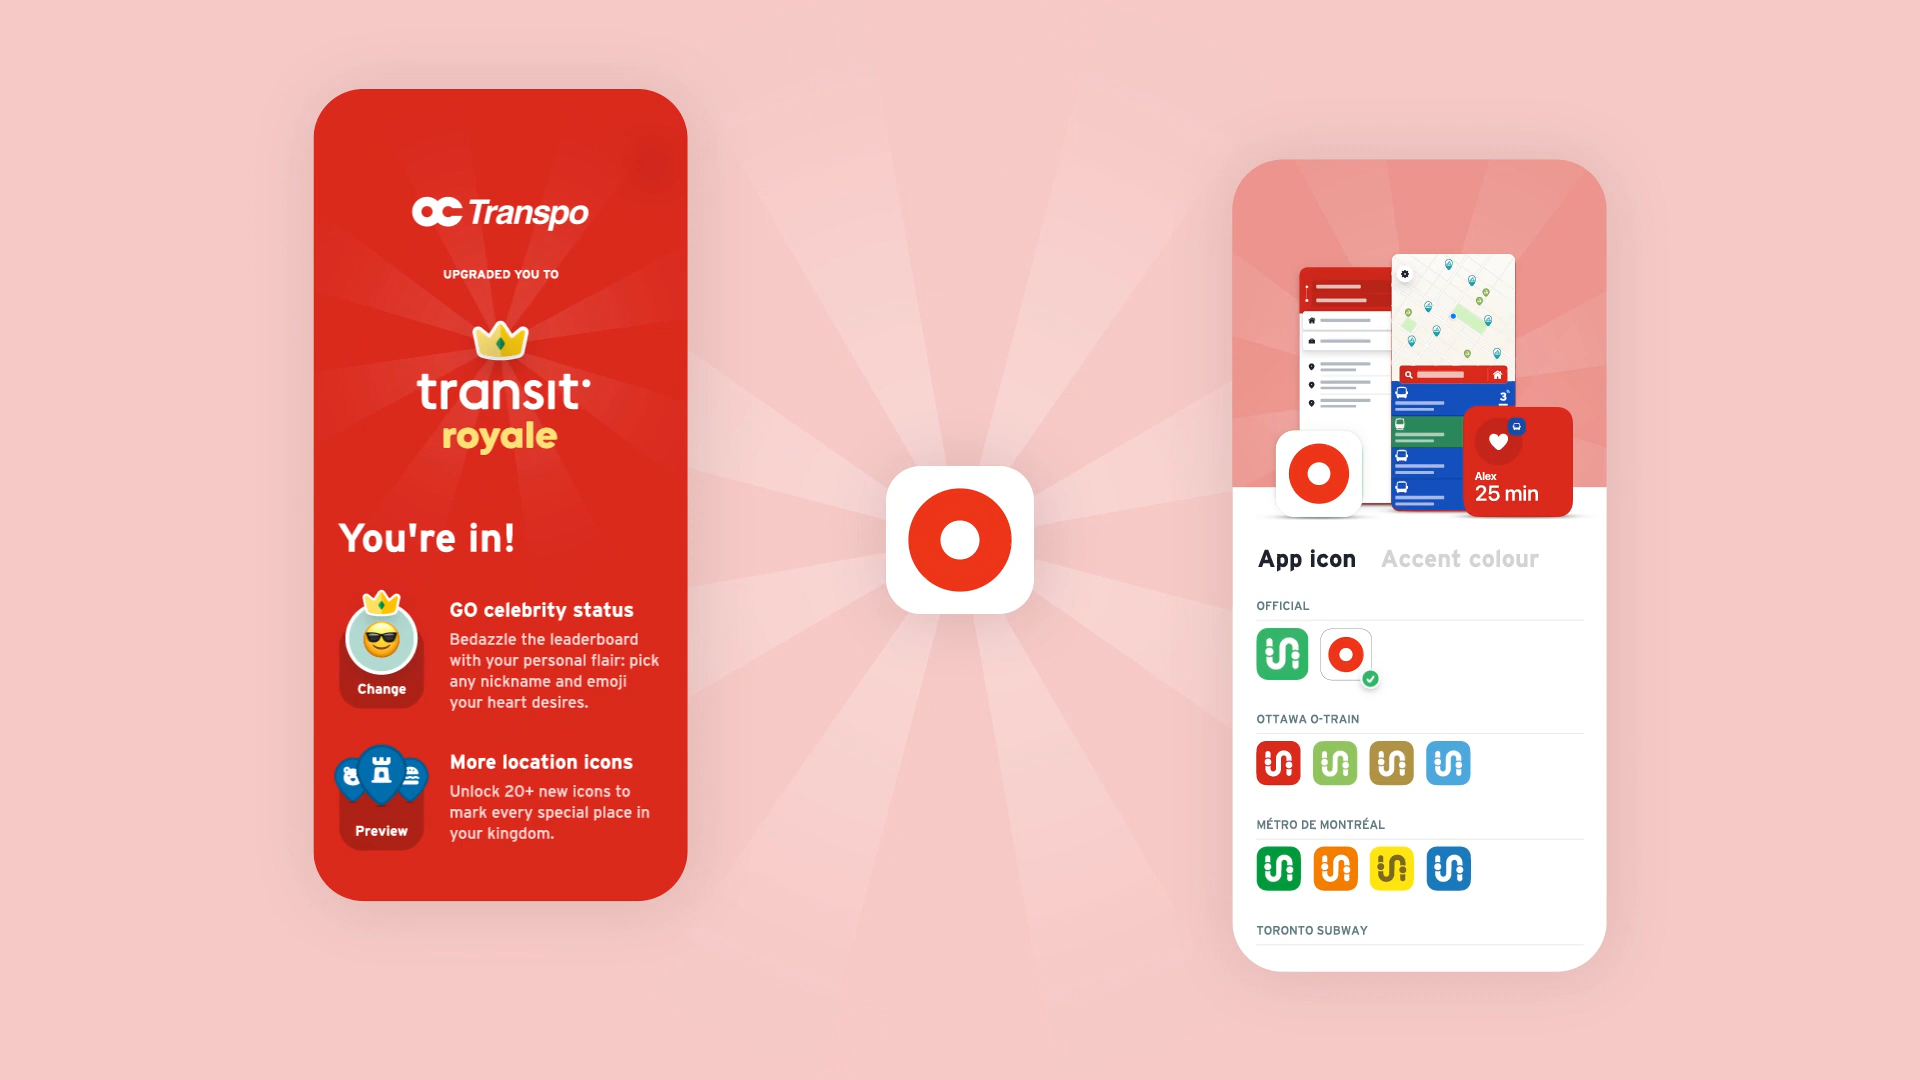 OC Transpo
UPGRADED YOU TO
transit
royale
You're in!
GO celebrity status
Bedazzle the leaderboard
with your personal flair: pick
any nickname and emoji
your heart desires.
Change
More location icons
Unlock 20+ new icons to
mark every special place in
your kingdom.
Preview
3
Alex
25 min
App icon
Accent colour
OFFICIAL
OTTAWA O-TRAIN
MÉTRO DE MONTRÉAL
TORONTO SUBWAY